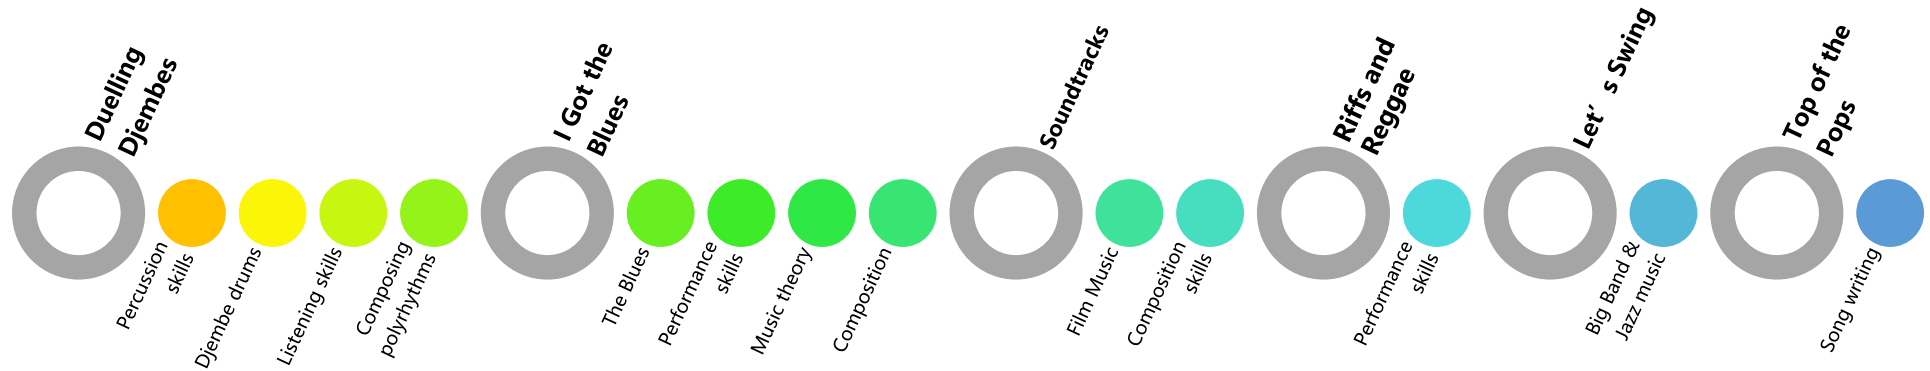 Duelling
Djembes
Percussion
skills
Djembe drums
Listening skills
Composing
polyrhythms
I Got the
Blues
The Blues
Performance
skills
Music theory
Composition
Soundtracks
Film Music
Composition
skills
Riffs and
Reggae
Performance
skills
Let’s Swing
Big Band &
Jazz music
Top of the
Pops
Song writing